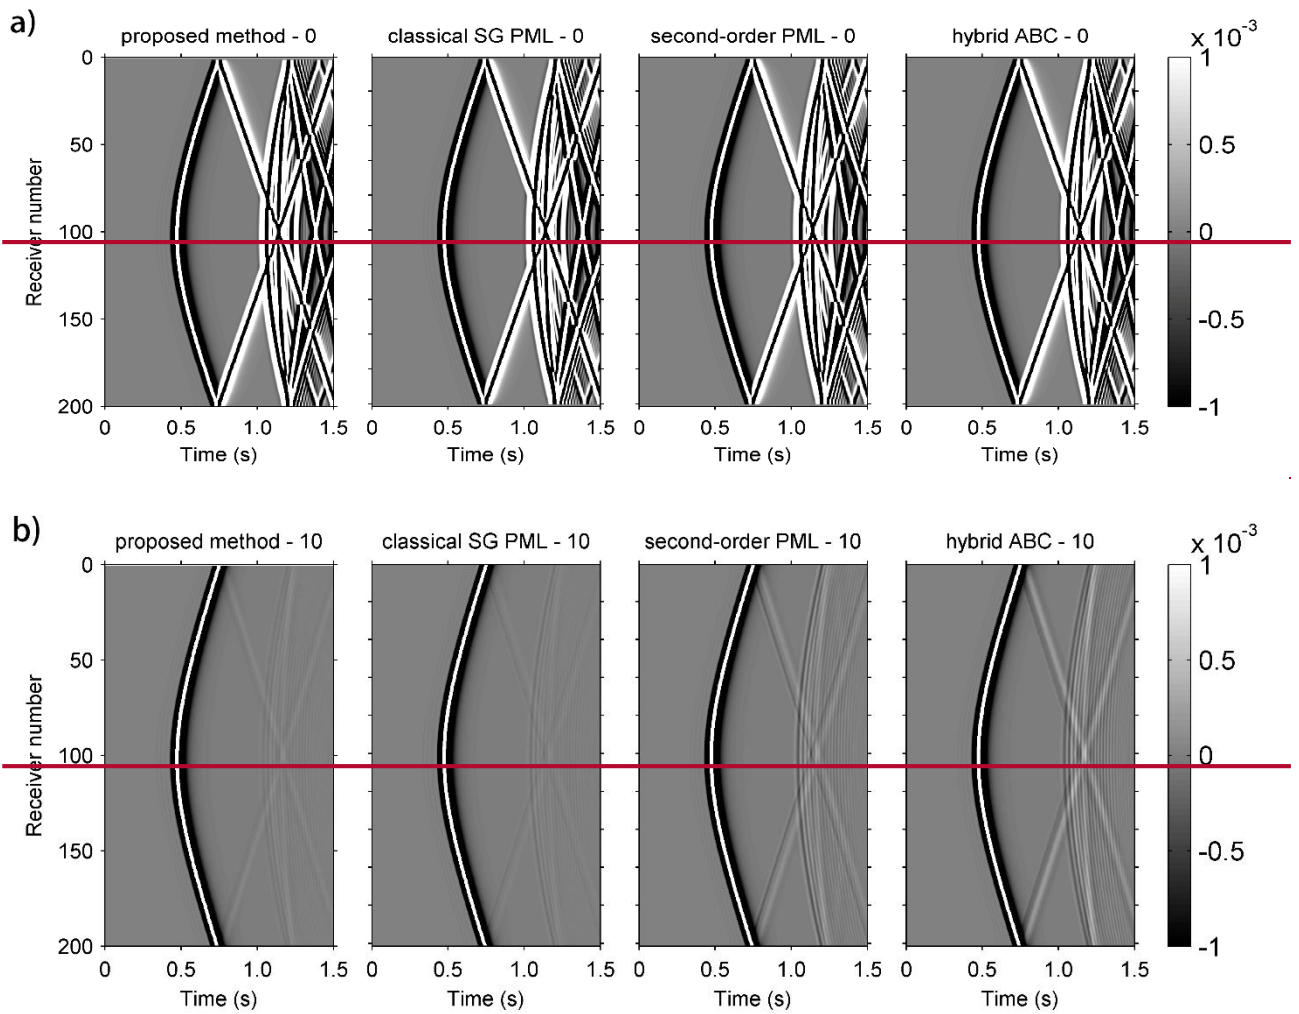 a)
proposed method - 0
classical SG PML - 0
second-order PML - 0
hybrid ABC - 0
x 10^-3
0
50
100
150
200
Receiver number
1
0.5
0
-0.5
-1
0 0.5 1.0 1.5
0 0.5 1.0 1.5
0 0.5 1.0 1.5
0 0.5 1.0 1.5
Time (s)
Time (s)
Time (s)
Time (s)
b)
proposed method - 10
classical SG PML - 10
second-order PML - 10
hybrid ABC - 10
x 10^-3
0
50
100
150
200
Receiver number
1
0.5
0
-0.5
-1
0 0.5 1.0 1.5
0 0.5 1.0 1.5
0 0.5 1.0 1.5
0 0.5 1.0 1.5
Time (s)
Time (s)
Time (s)
Time (s)